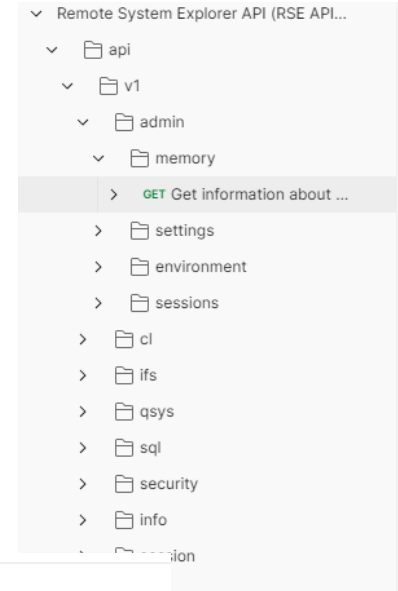 Remote System Explorer API (RSE API...
api
v1
admin
memory
GET Get information about ...
settings
environment
sessions
cl
ifs
qsys
sql
security
info